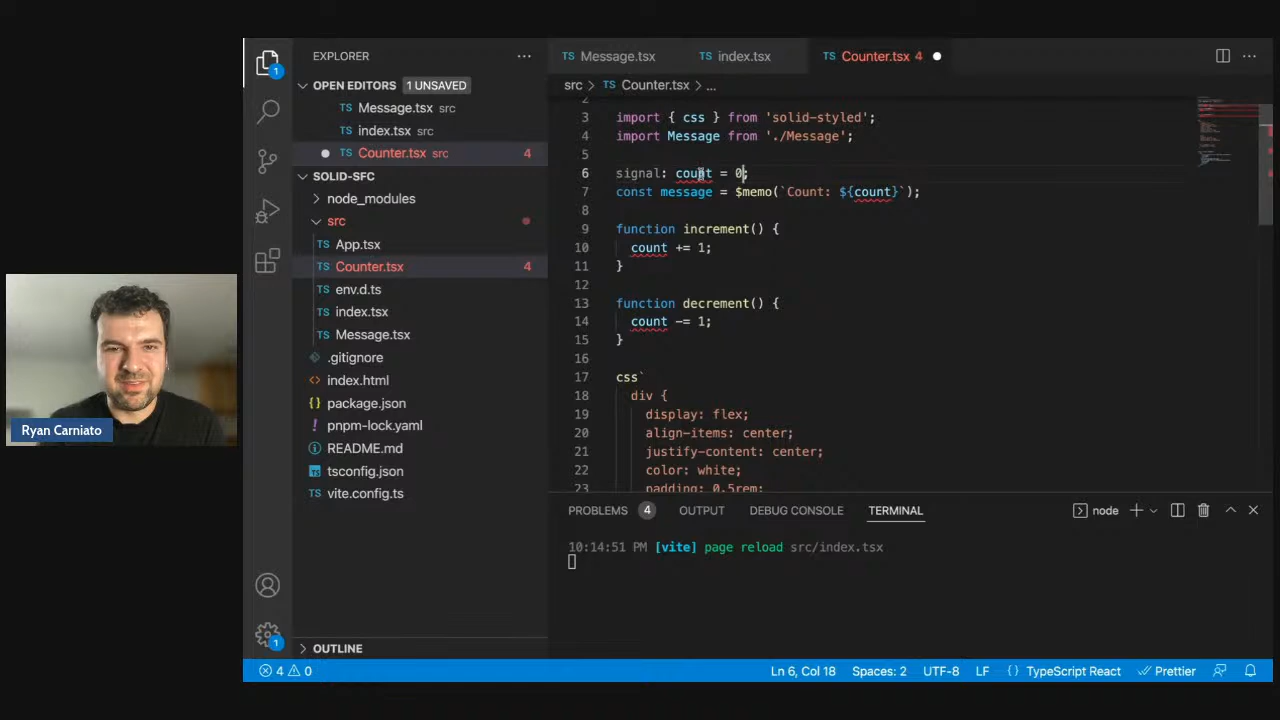 EXPLORER
OPEN EDITORS 1 UNSAVED
Message.tsx src
index.tsx src
Counter.tsx src 4
SOLID-SFC
node_modules
src
TS App.tsx
TS Counter.tsx 4
TS env.d.ts
TS index.tsx
TS Message.tsx
.gitignore
index.html
package.json
pnpm-lock.yaml
README.md
tsconfig.json
vite.config.ts
OUTLINE
TS Message.tsx TS index.tsx TS Counter.tsx 4
src > TS Counter.tsx > ...
2
3 import { css } from 'solid-styled';
4 import Message from './Message';
5
6 signal: count = 0;
7 const message = $memo(`Count: ${count}`);
8
9 function increment() {
10 count += 1;
11 }
12
13 function decrement() {
14 count -= 1;
15 }
16
17 css`
18 div {
19 display: flex;
20 align-items: center;
21 justify-content: center;
22 color: white;
23 padding: 0.5rem;
PROBLEMS 4 OUTPUT DEBUG CONSOLE TERMINAL node
10:14:51 PM [vite] page reload src/index.tsx
Ryan Carniato
1
1
4 0 Ln 6, Col 18 Spaces: 2 UTF-8 LF {} TypeScript React Prettier